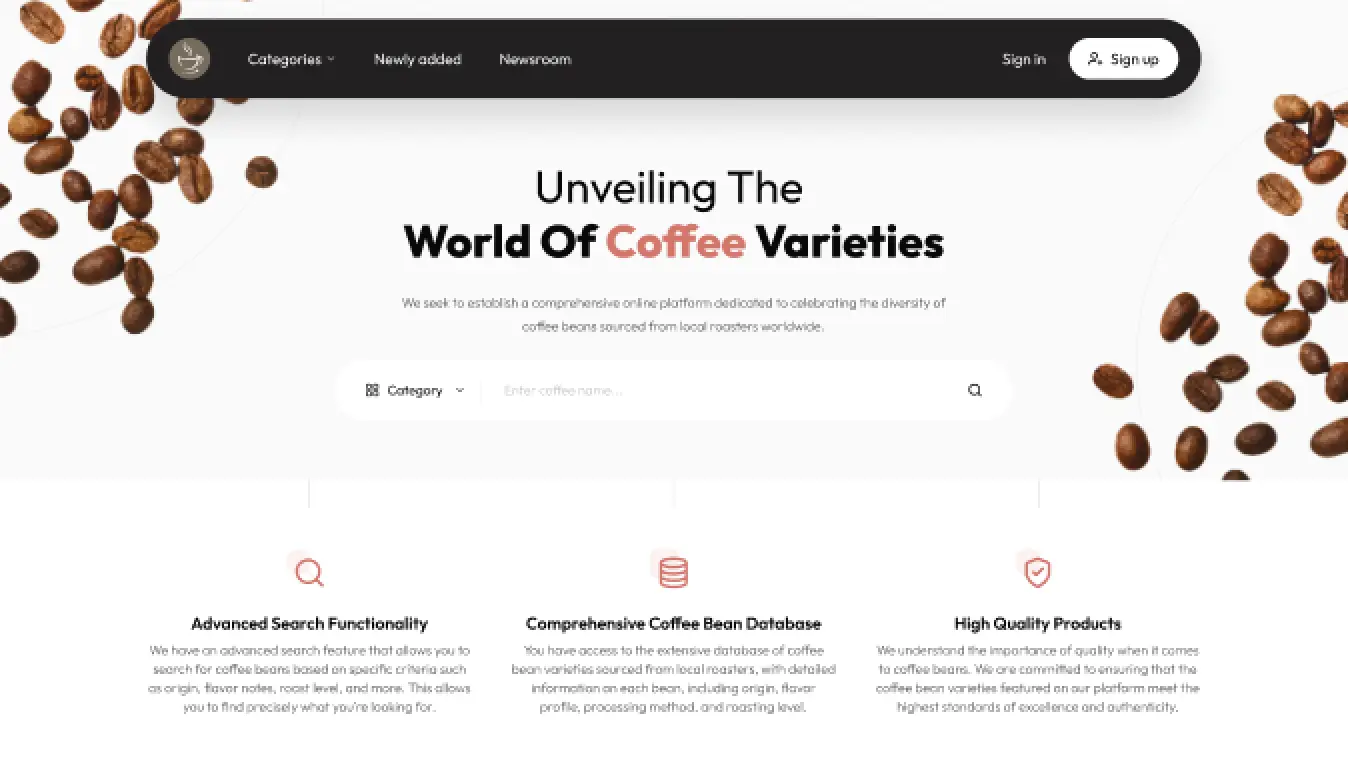 Categories Newly added Newsroom Sign in Sign up
Unveiling The
World Of Coffee Varieties
We seek to establish a comprehensive online platform dedicated to celebrating the diversity of
coffee beans sourced from local roasters worldwide.
Category Enter coffee name...
Advanced Search Functionality
We have an advanced search feature that allows you to
search for coffee beans based on specific criteria such
as origin, flavor notes, roast level, and more. This allows
you to find precisely what you're looking for.
Comprehensive Coffee Bean Database
You have access to the extensive database of coffee
bean varieties sourced from local roasters, with detailed
information on each bean, including origin, flavor
profile, processing method, and roasting level.
High Quality Products
We understand the importance of quality when it comes
to coffee beans. We are committed to ensuring that the
coffee bean varieties featured on our platform meet the
highest standards of excellence and authenticity.